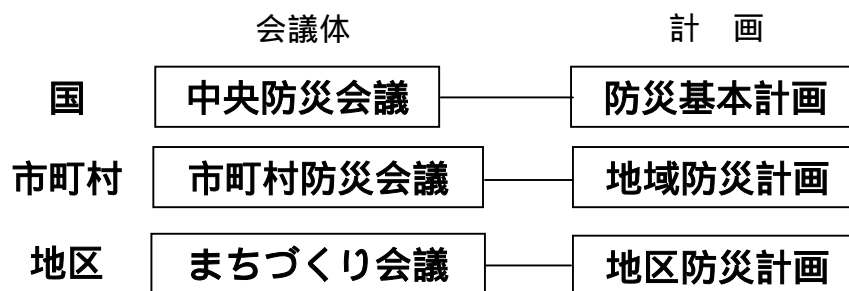 会議体 計 画
国 中央防災会議 防災基本計画
市町村 市町村防災会議 地域防災計画
地区 まちづくり会議 地区防災計画